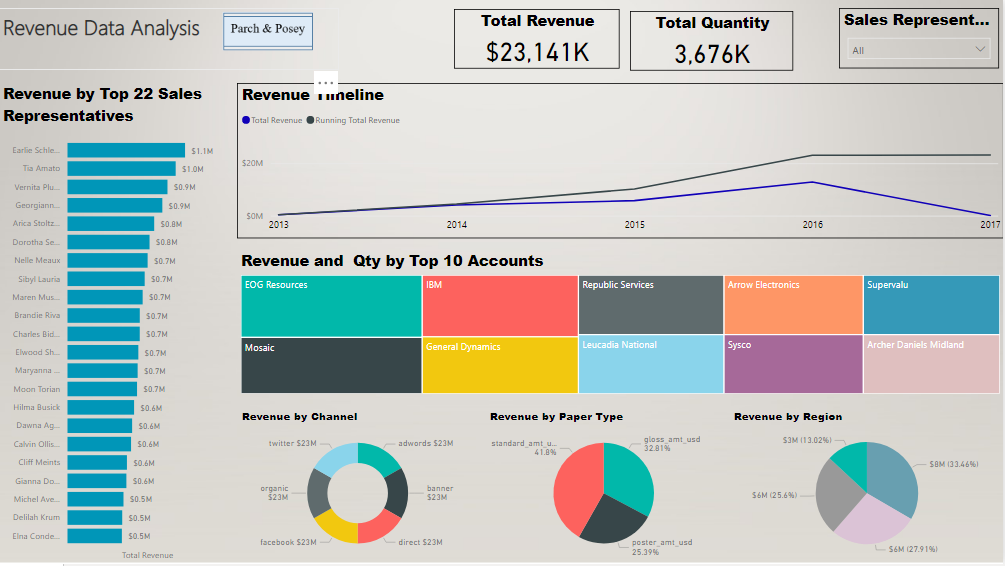 Revenue Data Analysis
Parch & Posey
Total Revenue
$23,141K
Total Quantity
3,676K
Sales Represent...
All
Revenue by Top 22 Sales
Representatives
Earlie Schle... $1.1M
Tia Amato $1.0M
Vernita Plu... $0.9M
Georgiann... $0.9M
Arica Stoltz... $0.8M
Dorotha Se... $0.8M
Nelle Meaux $0.7M
Sibyl Lauria $0.7M
Maren Mus... $0.7M
Brandie Riva $0.7M
Charles Bid... $0.7M
Elwood Sh... $0.7M
Maryanna ... $0.7M
Moon Torian $0.7M
Hilma Busick $0.6M
Dawna Ag... $0.6M
Calvin Ollis... $0.6M
Cliff Meints $0.6M
Gianna Do... $0.6M
Michel Ave... $0.5M
Delilah Krum $0.5M
Elna Conde... $0.5M
Total Revenue
Revenue Timeline
Total Revenue Running Total Revenue
$20M
$0M
2013 2014 2015 2016 2017
Revenue and Qty by Top 10 Accounts
EOG Resources
IBM
Republic Services
Arrow Electronics
Supervalu
Mosaic
General Dynamics
Leucadia National
Sysco
Archer Daniels Midland
Revenue by Channel
twitter $23M
adwords $23M
organic
$23M
banner
$23M
facebook $23M
direct $23M
Revenue by Paper Type
standard_amt_u...
41.8%
gloss_amt_usd
32.81%
poster_amt_usd
25.39%
Revenue by Region
$3M (13.02%)
$8M (33.46%)
$6M (25.6%)
$6M (27.91%)